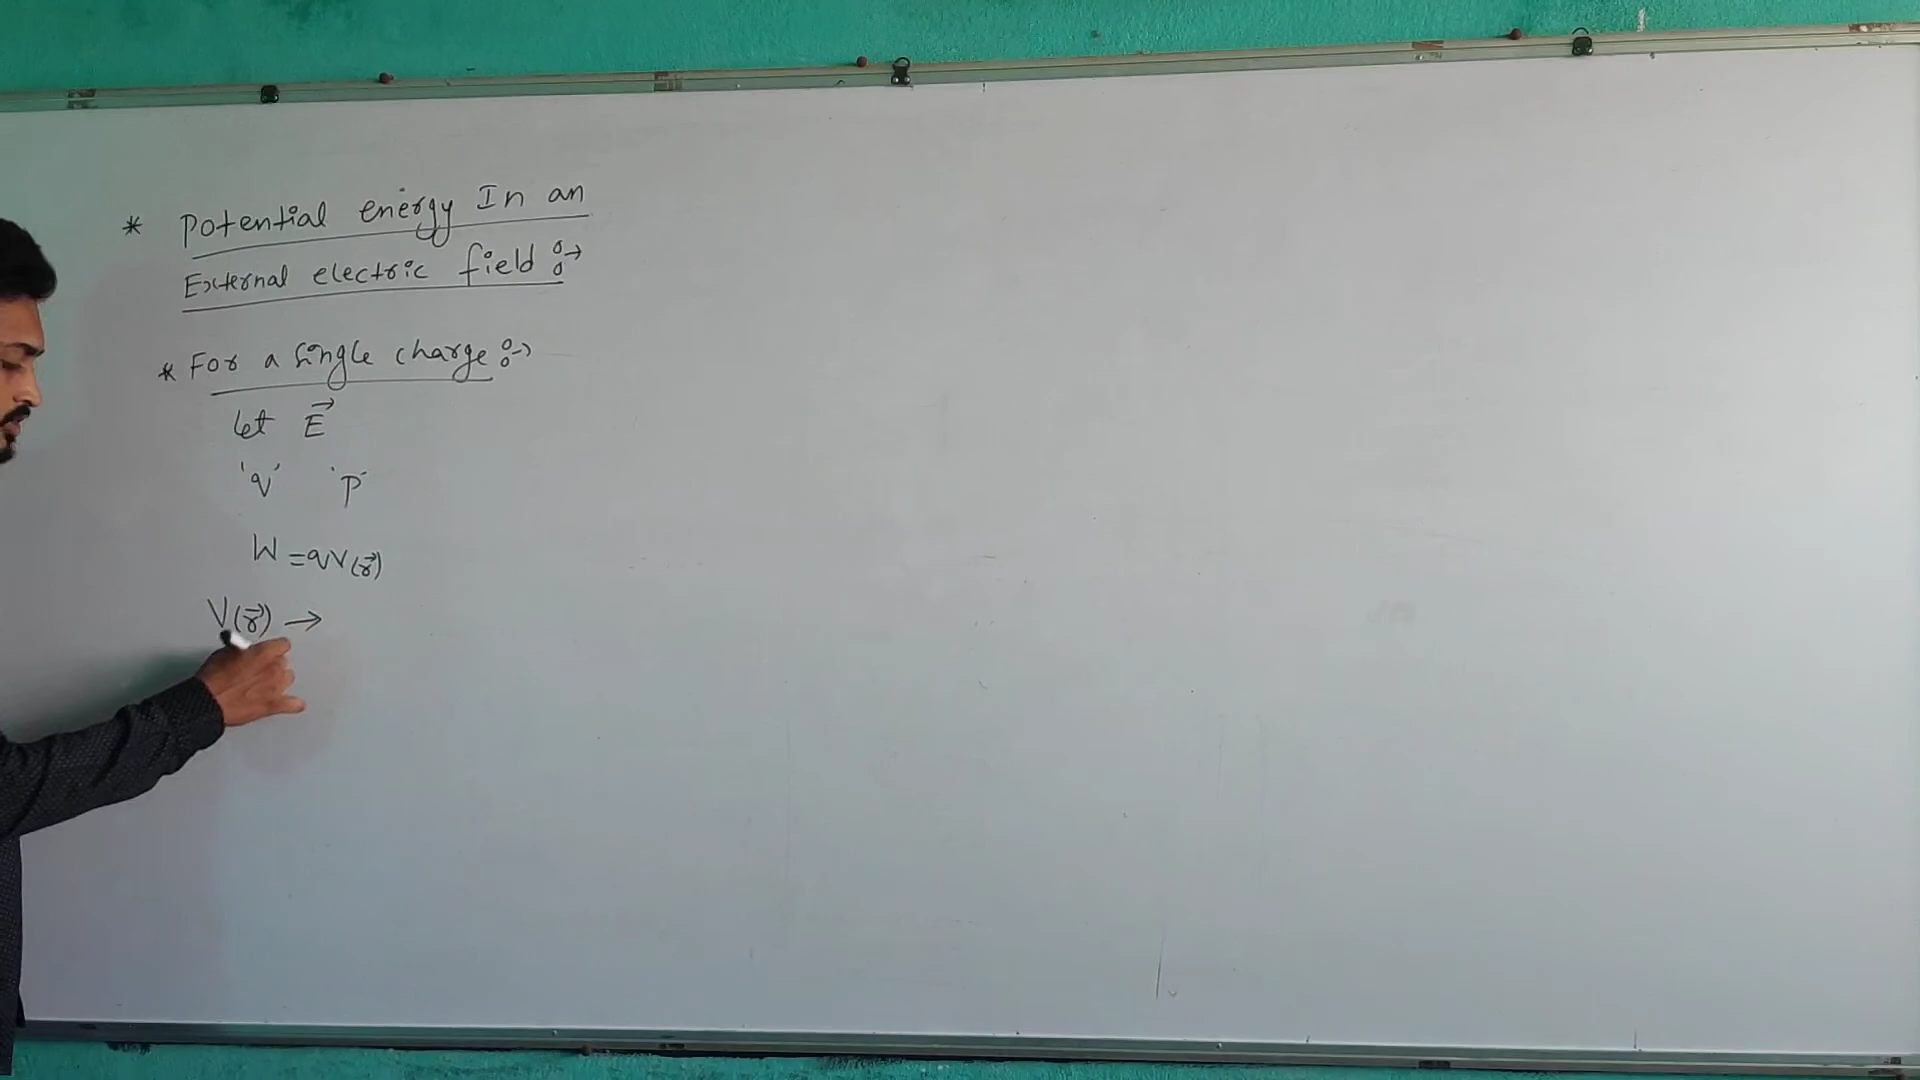 * Potential energy In an
External electric field :→
* For a single charge :→
let E⃗
'q' 'p'
W = qV(r⃗)
V(r⃗) →